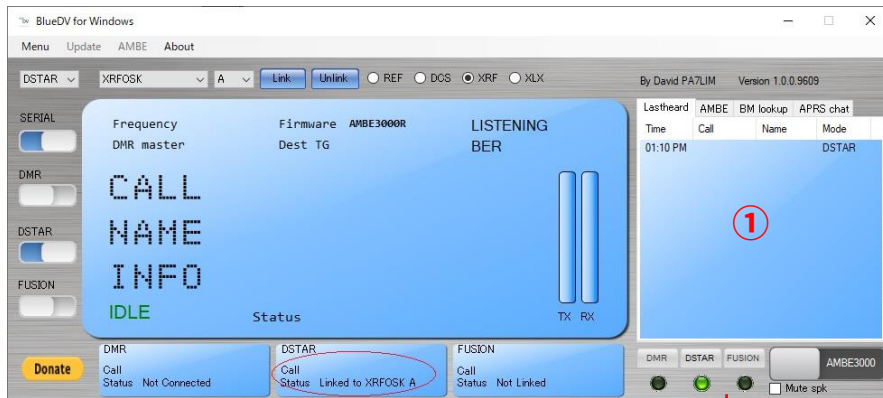 BlueDV for Windows
Menu Update AMBE About
DSTAR XRFOSK A Link Unlink REF DCS XRF XLX By David PA7LIM Version 1.0.0.9609
SERIAL
DMR
DSTAR
FUSION
Frequency Firmware AMBE3000R LISTENING
DMR master Dest TG BER
CALL
NAME
INFO
IDLE Status TX RX
Lastheard AMBE BM lookup APRS chat
Time Call Name Mode
01:10 PM DSTAR
①
Donate
DMR
Call
Status Not Connected
DSTAR
Call
Status Linked to XRFOSK A
FUSION
Call
Status Not Linked
DMR DSTAR FUSION AMBE3000
Mute spk